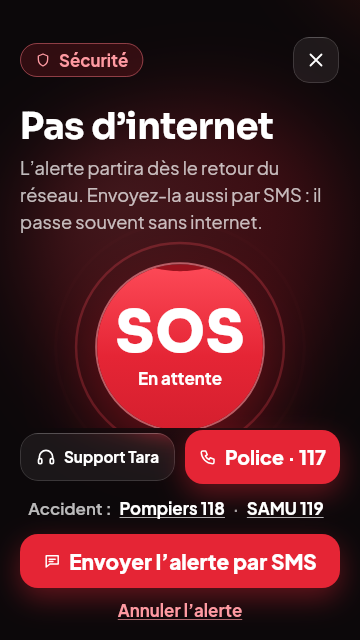 Sécurité
Pas d’internet
L’alerte partira dès le retour du
réseau. Envoyez-la aussi par SMS : il
passe souvent sans internet.
SOS
En attente
Support Tara
Police · 117
Accident : Pompiers 118 · SAMU 119
Envoyer l’alerte par SMS
Annuler l’alerte